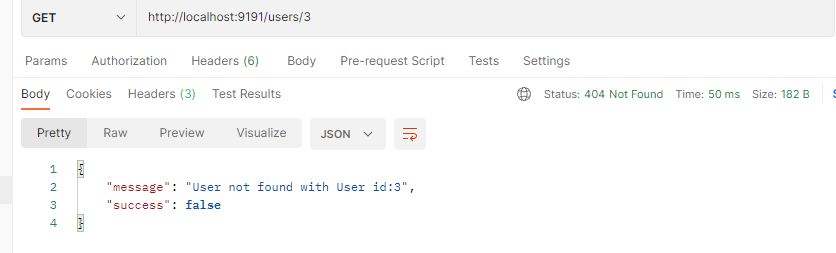 GET http://localhost:9191/users/3
Params Authorization Headers (6) Body Pre-request Script Tests Settings
Body Cookies Headers (3) Test Results Status: 404 Not Found Time: 50 ms Size: 182 B
Pretty Raw Preview Visualize JSON
1 {
2 "message": "User not found with User id:3",
3 "success": false
4 }